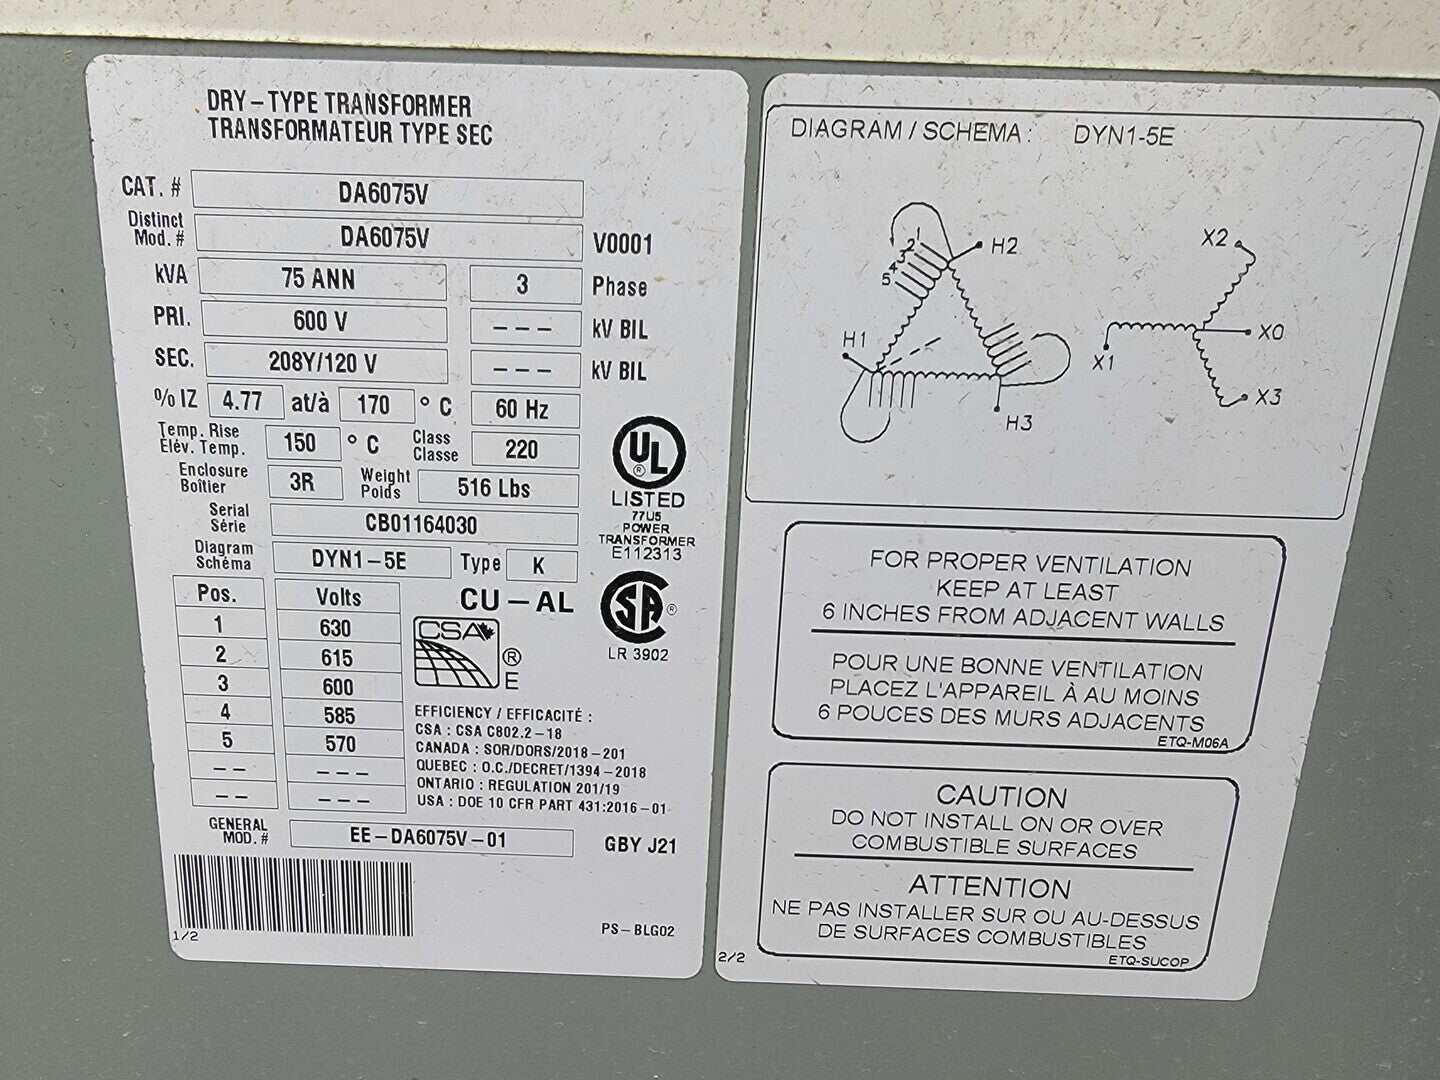 DRY-TYPE TRANSFORMER
TRANSFORMATEUR TYPE SEC
CAT. # DA6075V
Distinct Mod. # DA6075V V0001
kVA 75 ANN 3 Phase
PRI. 600 V --- kV BIL
SEC. 208Y/120 V --- kV BIL
% IZ 4.77 at/à 170 ° C 60 Hz
Temp. Rise Élév. Temp. 150 ° C Class Classe 220
Enclosure Boîtier 3R Weight Poids 516 Lbs
Serial Série CB01164030
Diagram Schéma DYN1-5E Type K
Pos. Volts
1 630
2 615
3 600
4 585
5 570
-- ---
-- ---
CU-AL
UL ®
LISTED
77U5
POWER
TRANSFORMER
E112313
SA ®
LR 3902
CSA ® E
EFFICIENCY / EFFICACITÉ :
CSA : CSA C802.2-18
CANADA : SOR/DORS/2018-201
QUEBEC : O.C./DECRET/1394-2018
ONTARIO : REGULATION 201/19
USA : DOE 10 CFR PART 431:2016-01
GENERAL MOD. # EE-DA6075V-01 GBY J21
PS-BLG02
1/2
DIAGRAM / SCHEMA : DYN1-5E
1
2
3
4
5
H2
H1
H3
X2
X0
X1
X3
FOR PROPER VENTILATION
KEEP AT LEAST
6 INCHES FROM ADJACENT WALLS
POUR UNE BONNE VENTILATION
PLACEZ L'APPAREIL À AU MOINS
6 POUCES DES MURS ADJACENTS
ETQ-M06A
CAUTION
DO NOT INSTALL ON OR OVER
COMBUSTIBLE SURFACES
ATTENTION
NE PAS INSTALLER SUR OU AU-DESSUS
DE SURFACES COMBUSTIBLES
ETQ-SUCOP
2/2